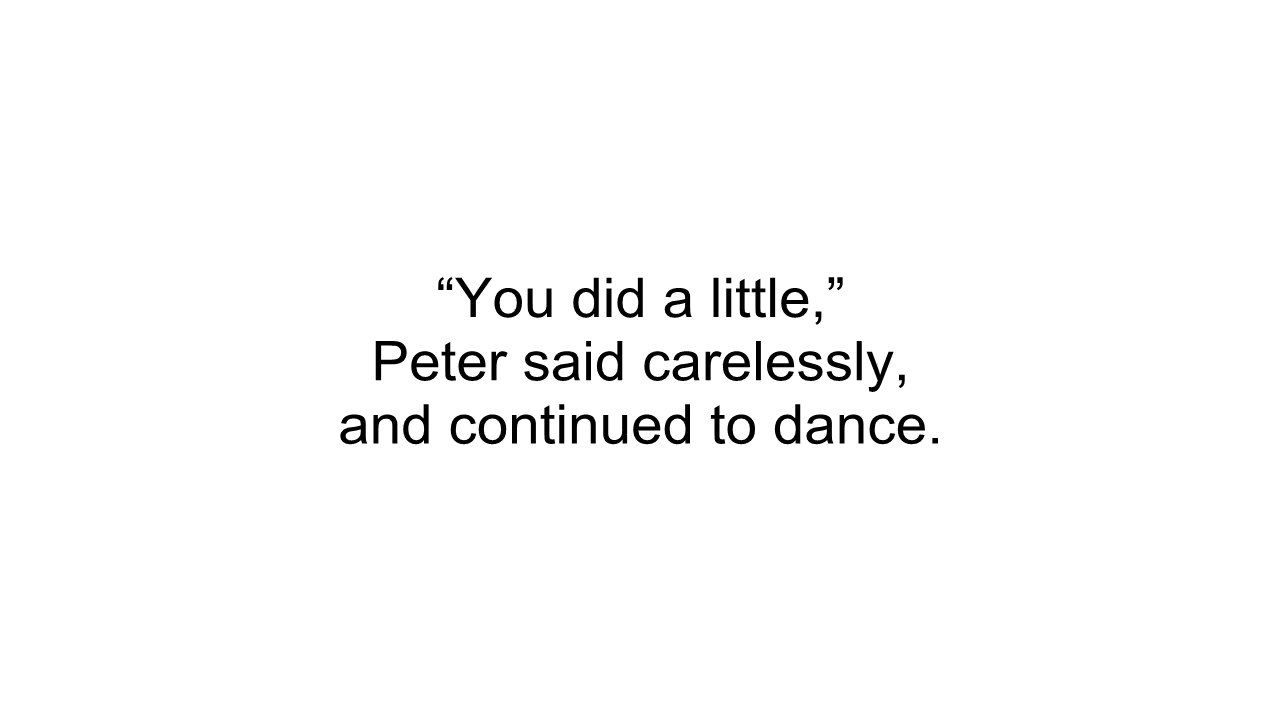 “You did a little,”
Peter said carelessly,
and continued to dance.